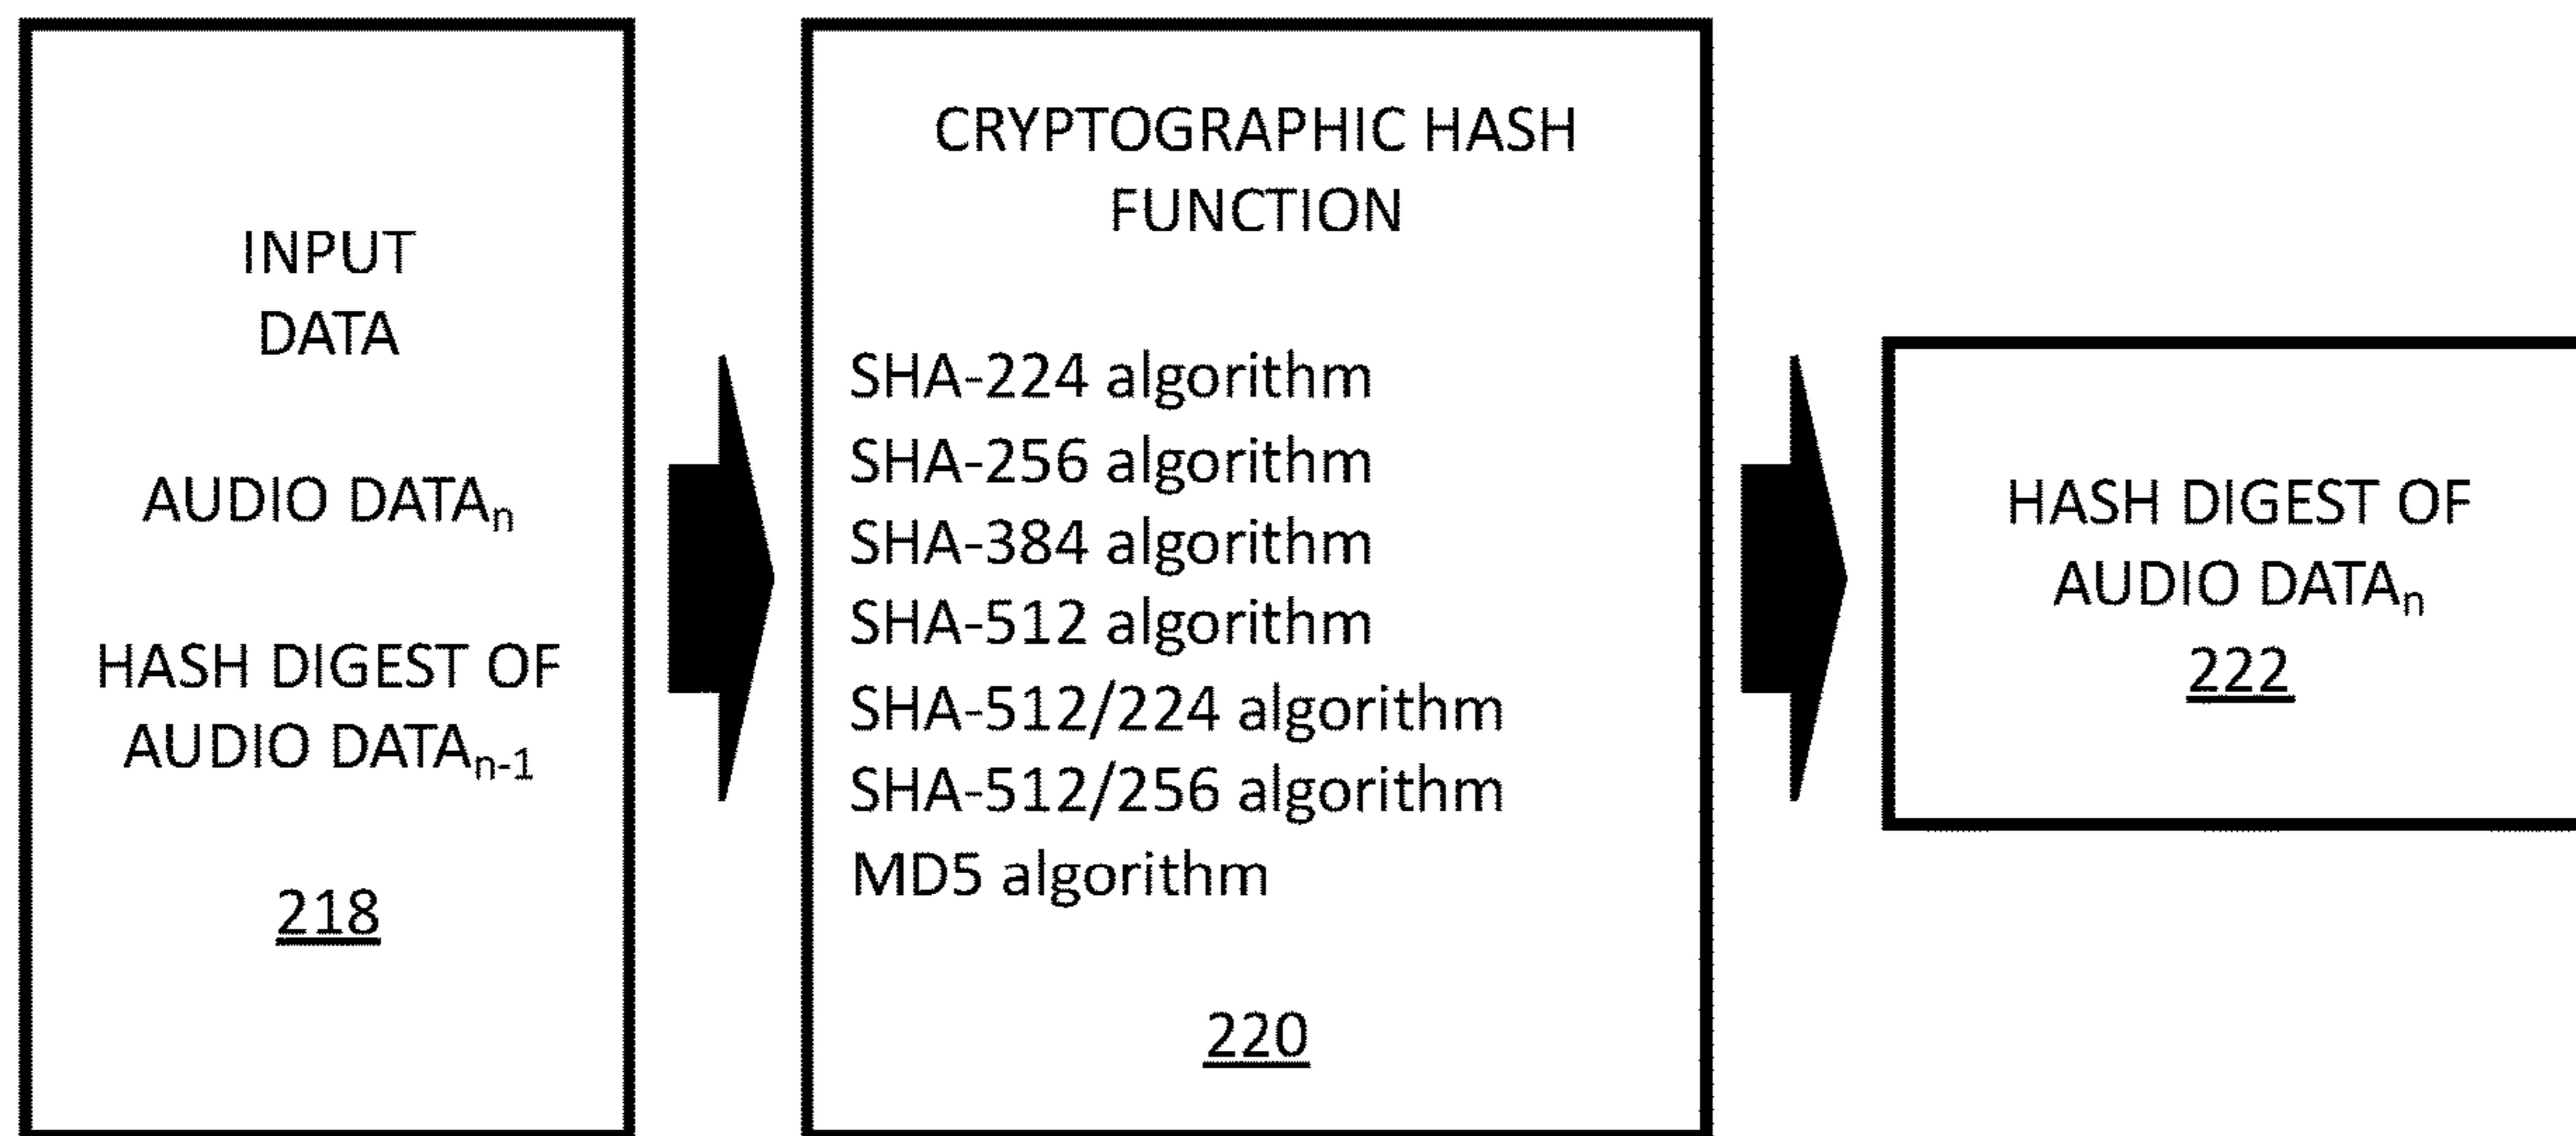 INPUT
DATA
AUDIO DATAₙ
HASH DIGEST OF
AUDIO DATAₙ₋₁
218
CRYPTOGRAPHIC HASH
FUNCTION
SHA-224 algorithm
SHA-256 algorithm
SHA-384 algorithm
SHA-512 algorithm
SHA-512/224 algorithm
SHA-512/256 algorithm
MD5 algorithm
220
HASH DIGEST OF
AUDIO DATAₙ
222